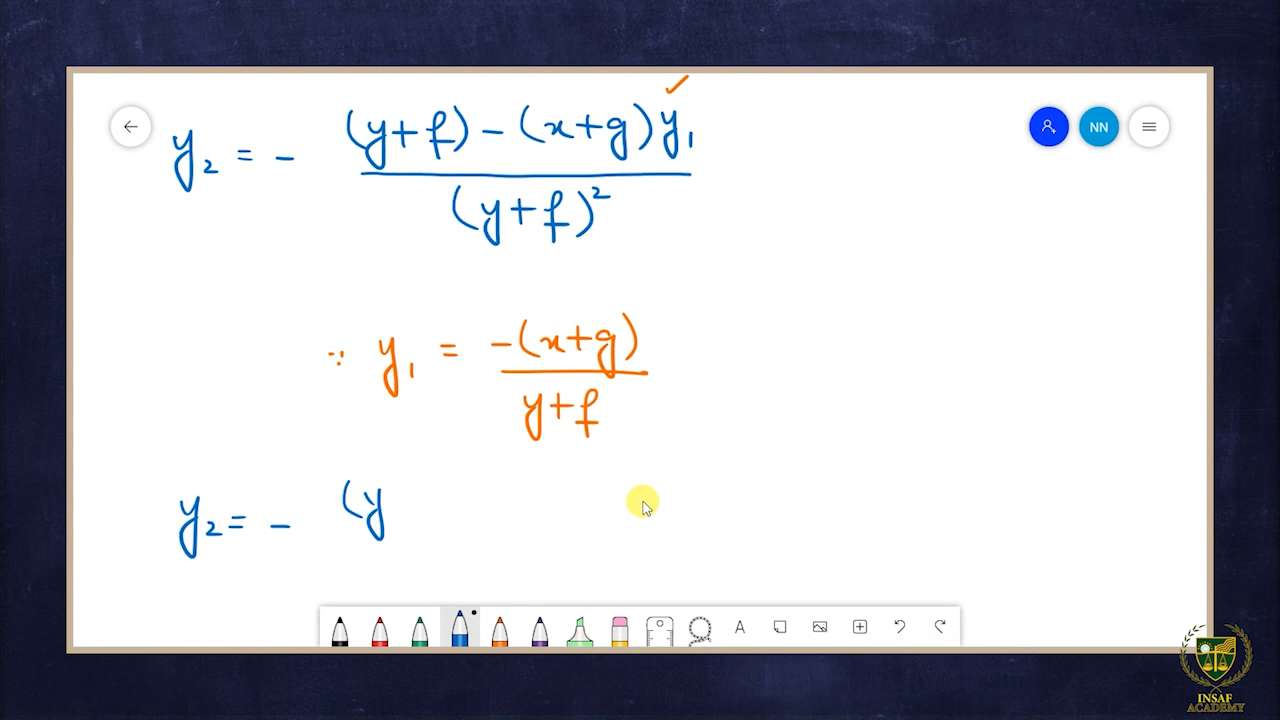 y₂ = - (y+f) - (x+g)y₁ ✓
(y+f)²
∵ y₁ = -(x+g)
y+f
y₂ = - (y
NN
A
INSAF
ACADEMY